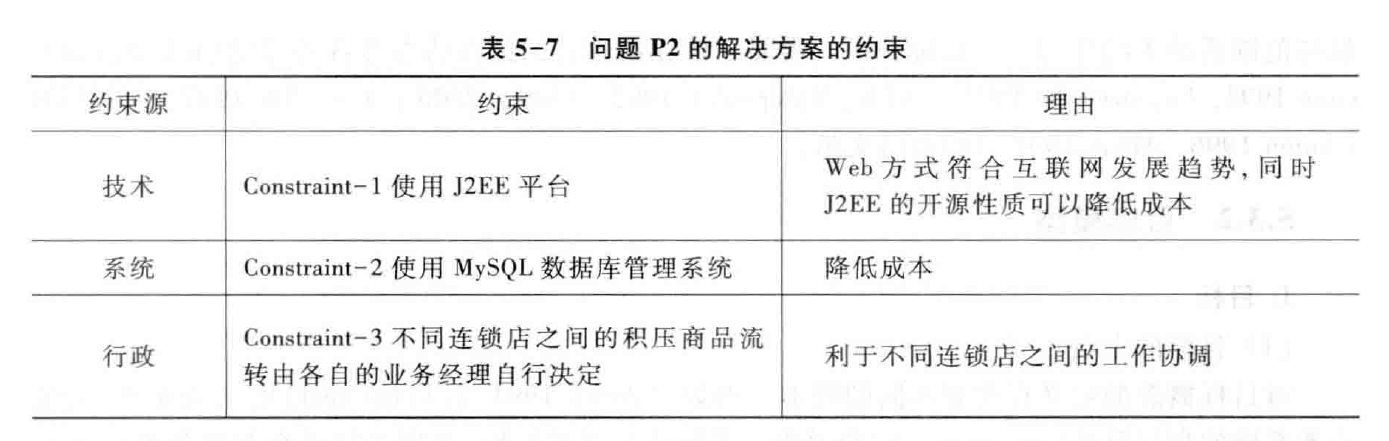 表 5-7 问题 P2 的解决方案的约束
约束源 约束 理由
技术 Constraint-1 使用 J2EE 平台 Web 方式符合互联网发展趋势,同时
J2EE 的开源性质可以降低成本
系统 Constraint-2 使用 MySQL 数据库管理系统 降低成本
行政 Constraint-3 不同连锁店之间的积压商品流
转由各自的业务经理自行决定 利于不同连锁店之间的工作协调